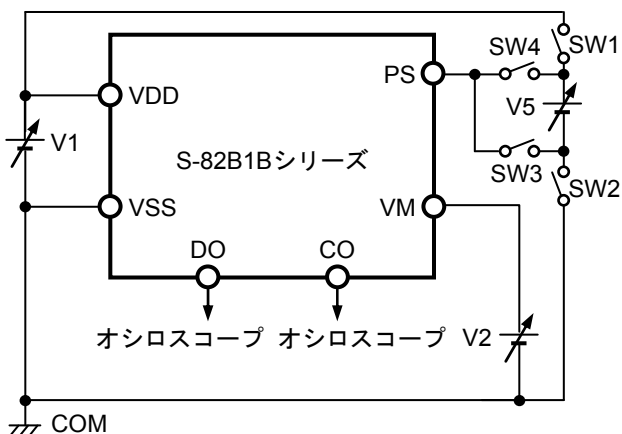 SW1
SW4
PS
VDD
V5
V1
S-82B1Bシリーズ
SW3
SW2
VSS
VM
DO
CO
オシロスコープ
オシロスコープ
V2
COM